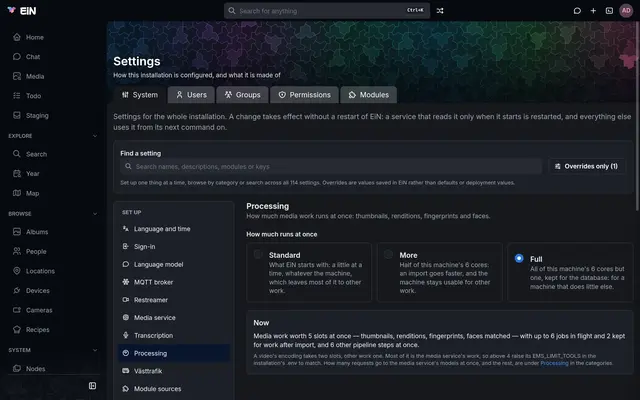 EiN
Search for anything
Ctrl+K
AD
Home
Chat
Media
Todo
Staging
EXPLORE
Search
Year
Map
BROWSE
Albums
People
Locations
Devices
Cameras
Recipes
SYSTEM
Nodes
Settings
How this installation is configured, and what it is made of
System
Users
Groups
Permissions
Modules
Settings for the whole installation. A change takes effect without a restart of EiN: a service that reads it only when it starts is restarted, and everything else
uses it from its next command on.
Find a setting
Search names, descriptions, modules or keys
Overrides only (1)
Set up one thing at a time, browse by category or search across all 114 settings. Overrides are values saved in EiN rather than defaults or deployment values.
SET UP
Language and time
Sign-in
Language model
MQTT broker
Restreamer
Media service
Transcription
Processing
Västtrafik
Module sources
Processing
How much media work runs at once: thumbnails, renditions, fingerprints and faces.
How much runs at once
Standard
What EiN starts with: a little at a
time, whatever the machine,
which leaves most of it to other
work.
More
Half of this machine's 6 cores:
an import goes faster, and the
machine stays usable for other
work.
Full
All of this machine's 6 cores but
one, kept for the database: for a
machine that does little else.
Now
Media work worth 5 slots at once — thumbnails, renditions, fingerprints, faces matched — with up to 6 jobs in flight and 2 kept
for work after import, and 6 other pipeline steps at once.
A video's encoding takes two slots, other work one. Most of it is the media service's work, so above 4 raise its EMS_LIMIT_TOOLS in the
installation's .env to match. How many requests go to the media service's models at once, and the rest, are under Processing in the categories.